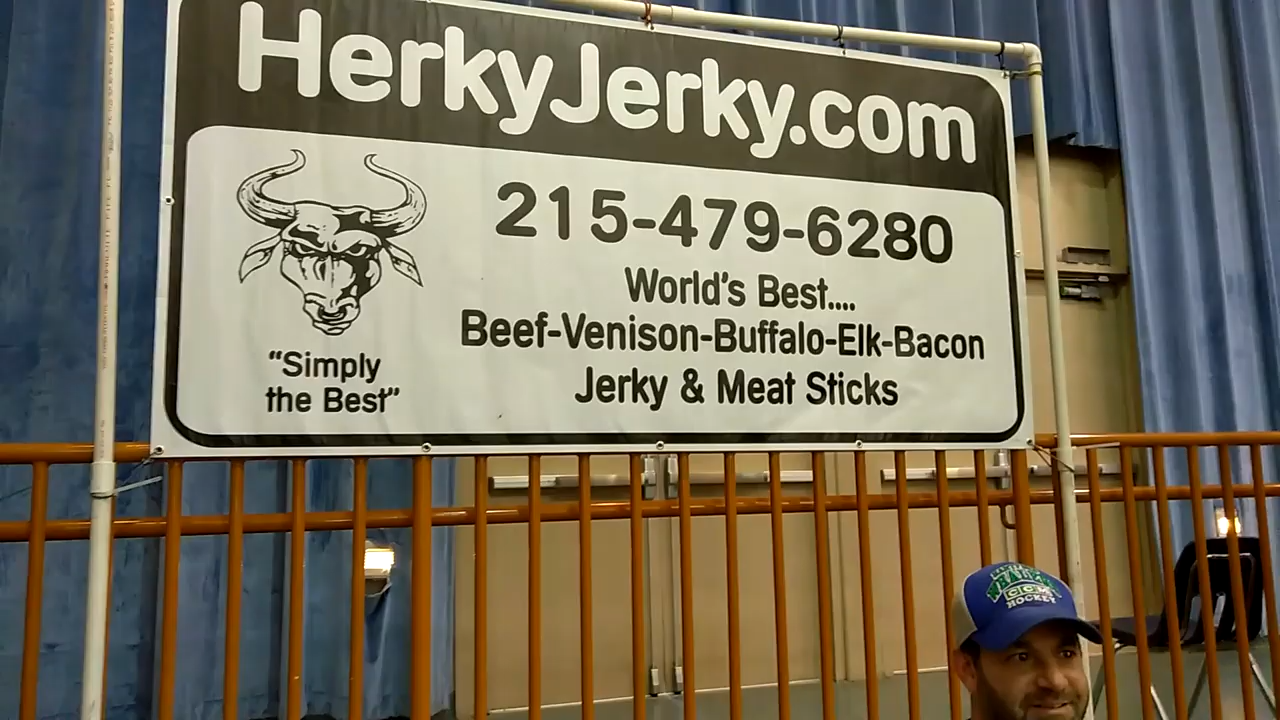 HerkyJerky.com
215-479-6280
World's Best....
Beef-Venison-Buffalo-Elk-Bacon
Jerky & Meat Sticks
"Simply
the Best"
CCM
HOCKEY